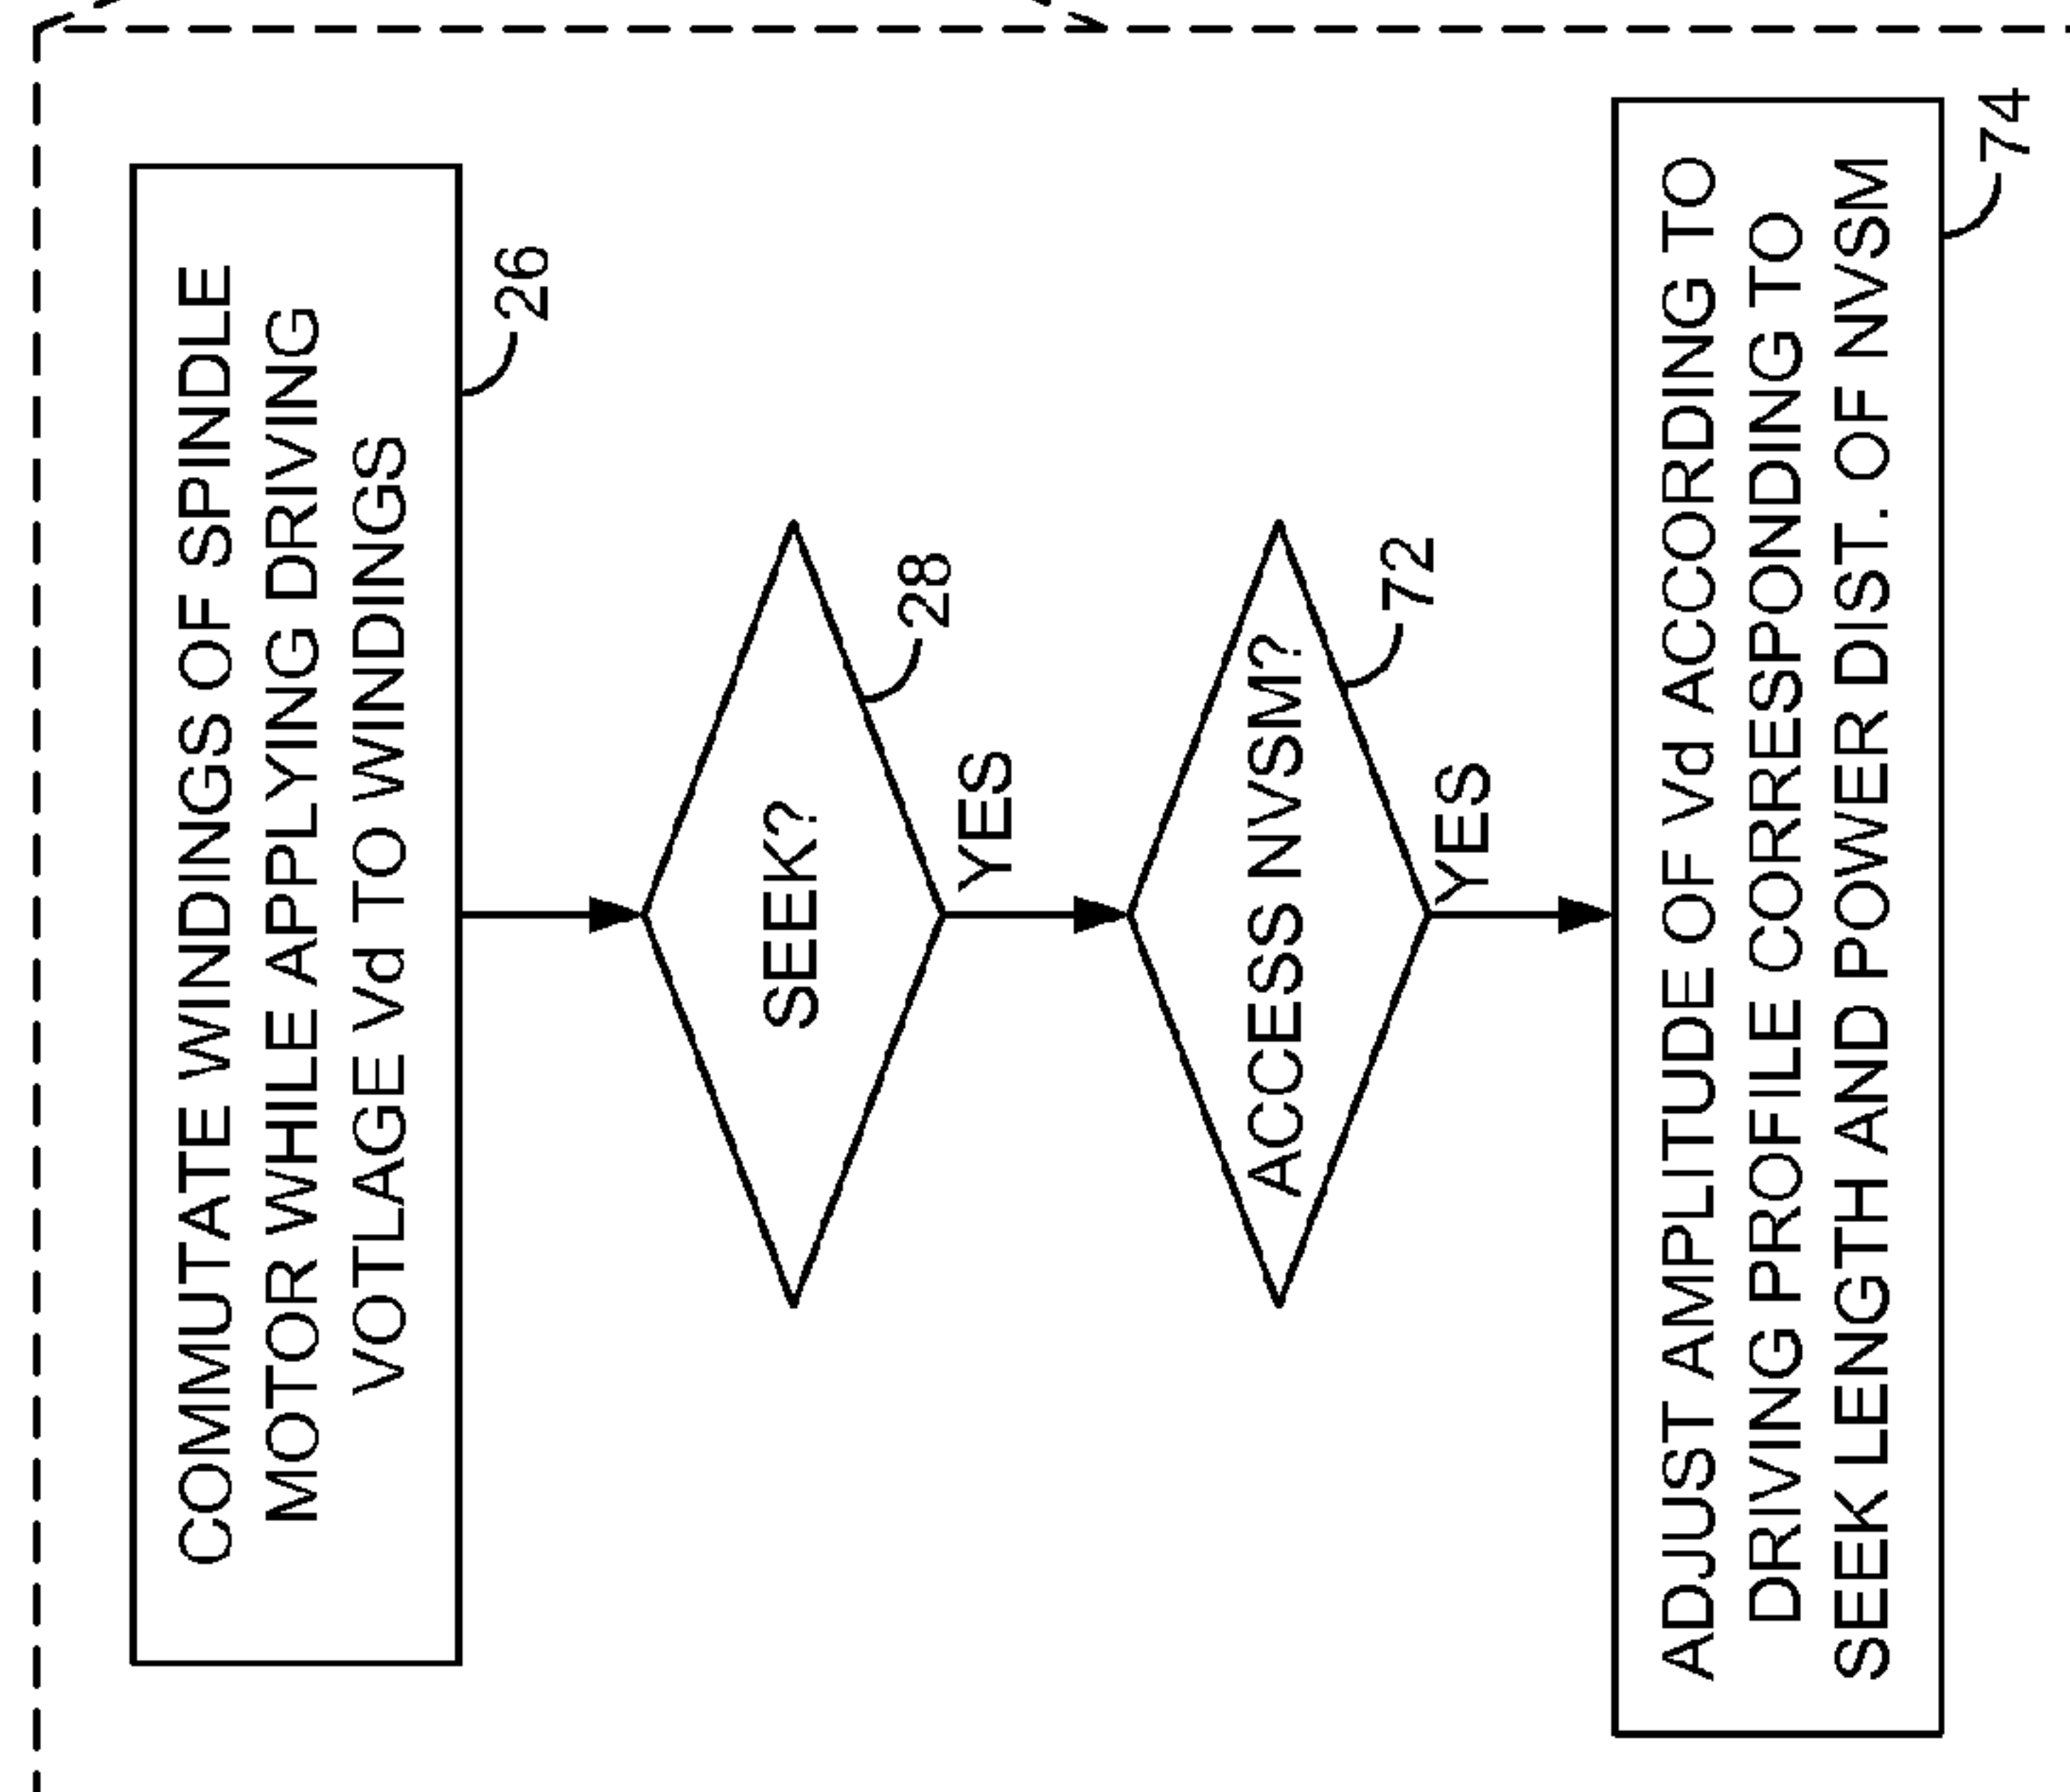 COMMUTATE WINDINGS OF SPINDLE
MOTOR WHILE APPLYING DRIVING
VOTLAGE Vd TO WINDINGS
26
SEEK?
28
YES
ACCESS NVSM?
72
YES
ADJUST AMPLITUDE OF Vd ACCORDING TO
DRIVING PROFILE CORRESPONDING TO
SEEK LENGTH AND POWER DIST. OF NVSM
74